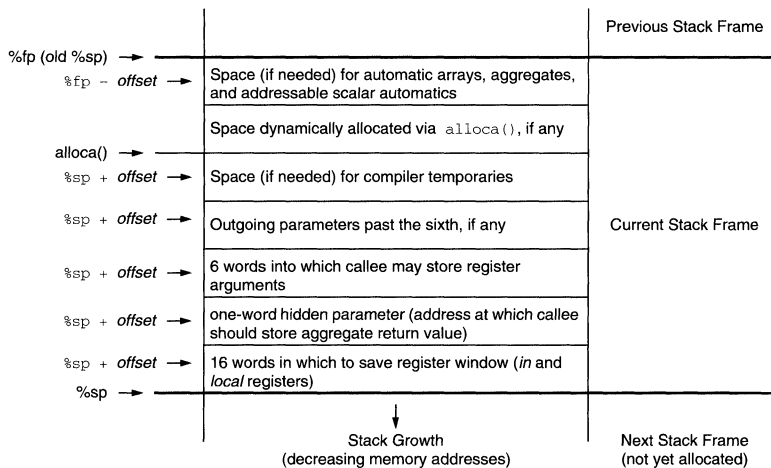 Previous Stack Frame
%fp (old %sp)
%fp - offset
Space (if needed) for automatic arrays, aggregates,
and addressable scalar automatics
Space dynamically allocated via alloca(), if any
alloca()
%sp + offset
Space (if needed) for compiler temporaries
%sp + offset
Outgoing parameters past the sixth, if any
Current Stack Frame
%sp + offset
6 words into which callee may store register
arguments
%sp + offset
one-word hidden parameter (address at which callee
should store aggregate return value)
%sp + offset
16 words in which to save register window (in and
local registers)
%sp
Stack Growth
(decreasing memory addresses)
Next Stack Frame
(not yet allocated)